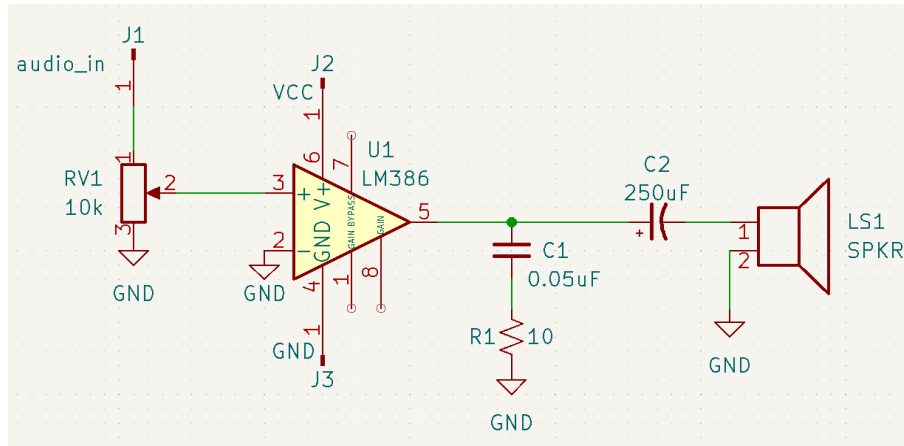 J1
audio_in
1
J2
VCC
1
1
RV1
10k
2
3
GND
6
7
U1
LM386
3
+
V+
2
−
GND
GND
BYPASS
GAIN
GAIN
5
4
1
8
1
GND
J3
C1
0.05uF
R1
10
GND
C2
250uF
+
1
2
LS1
SPKR
GND